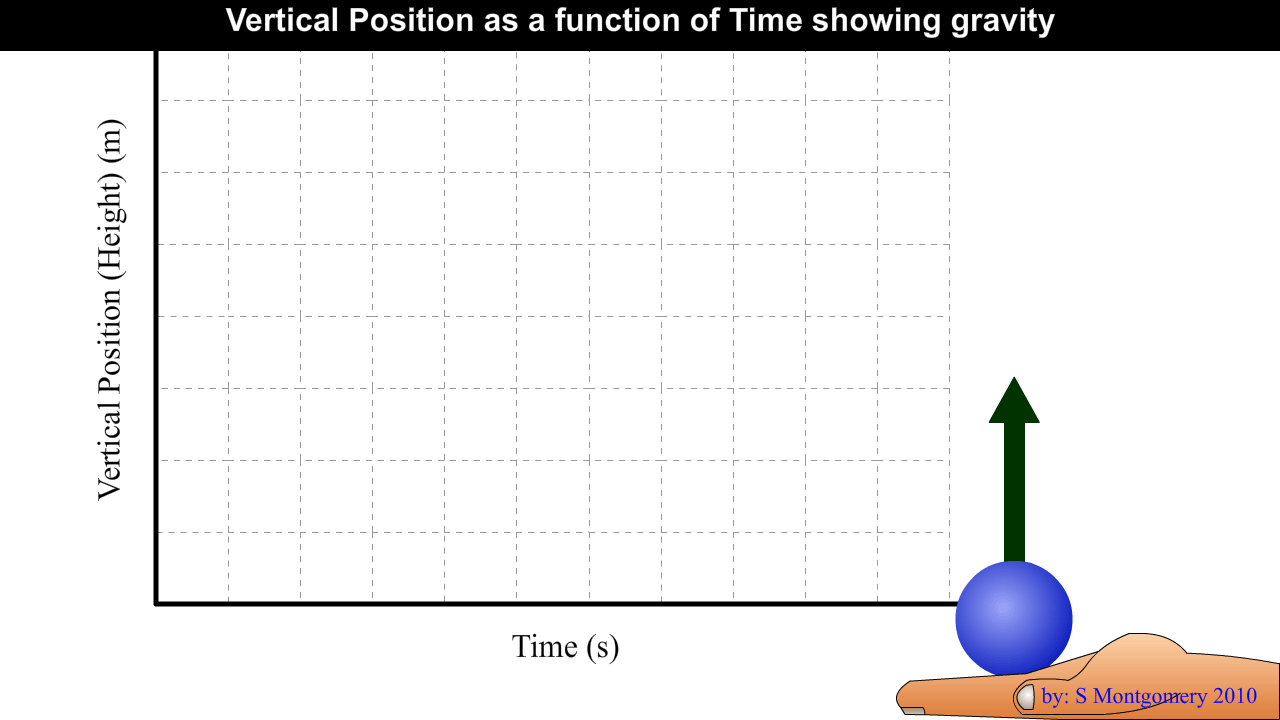 Vertical Position as a function of Time showing gravity
Vertical Position (Height) (m)
Time (s)
by: S Montgomery 2010